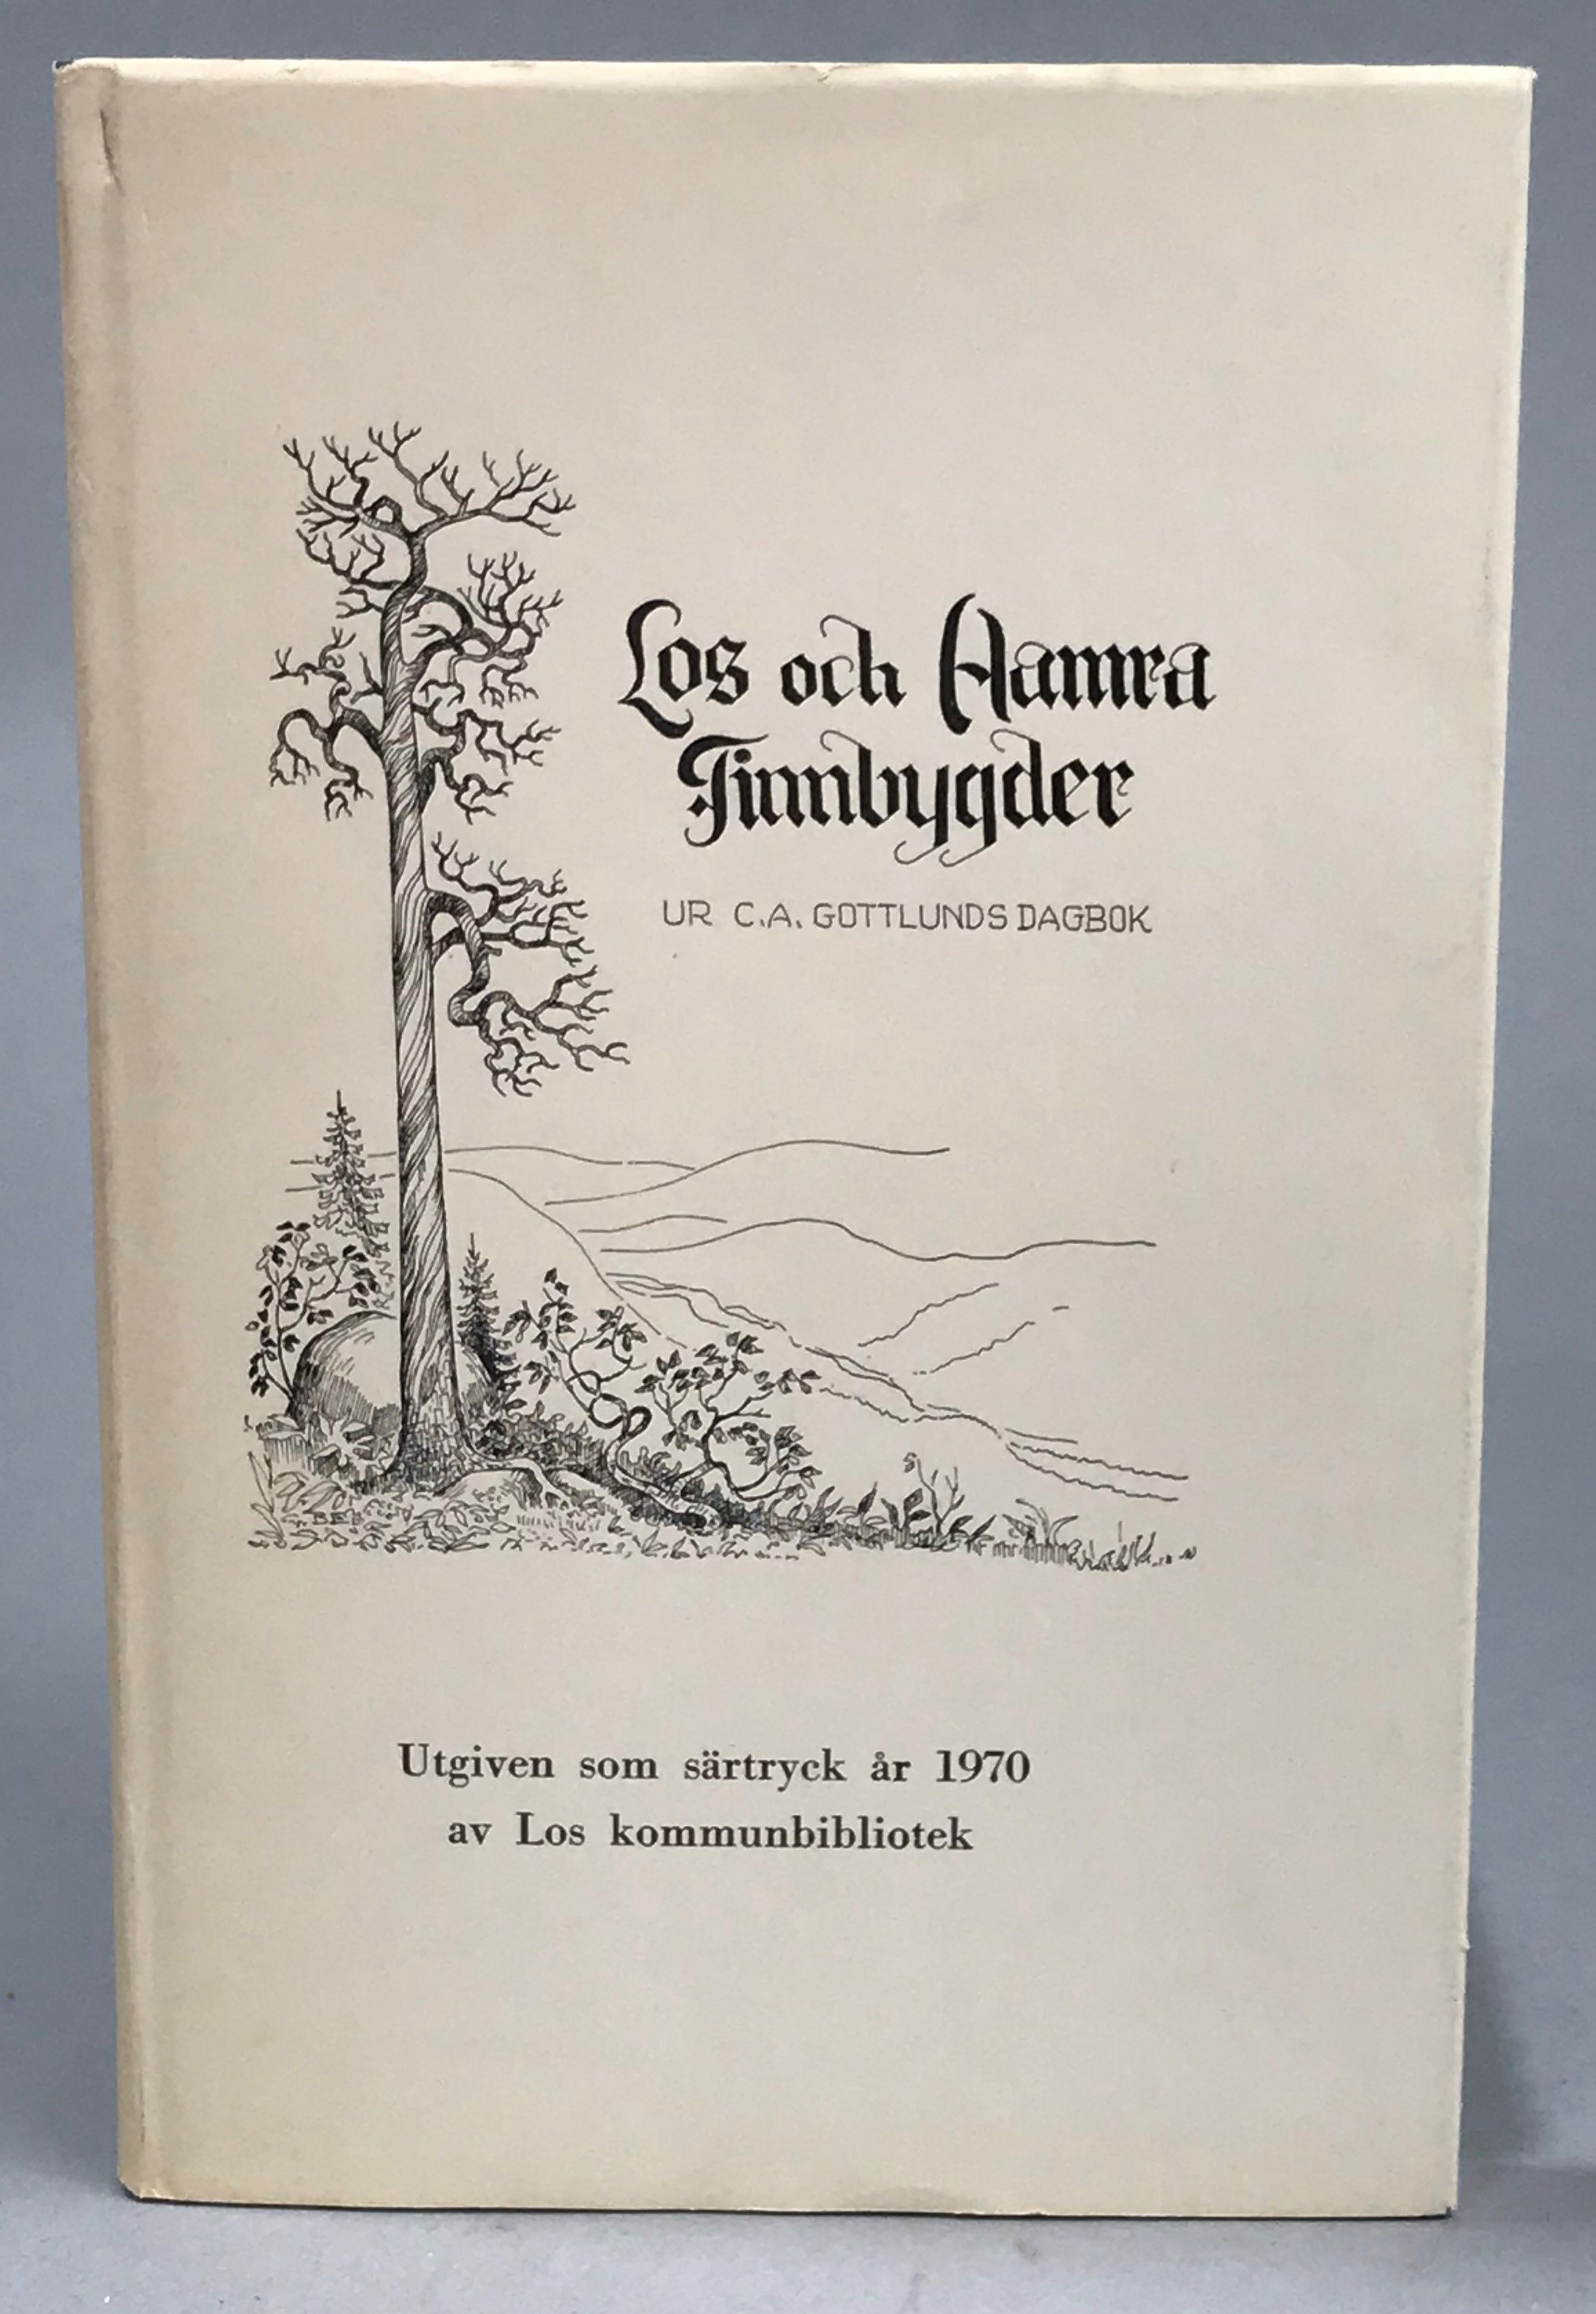 Los och Hamra
Finnbygder
UR C.A. GOTTLUNDS DAGBOK
Utgiven som särtryck år 1970
av Los kommunbibliotek